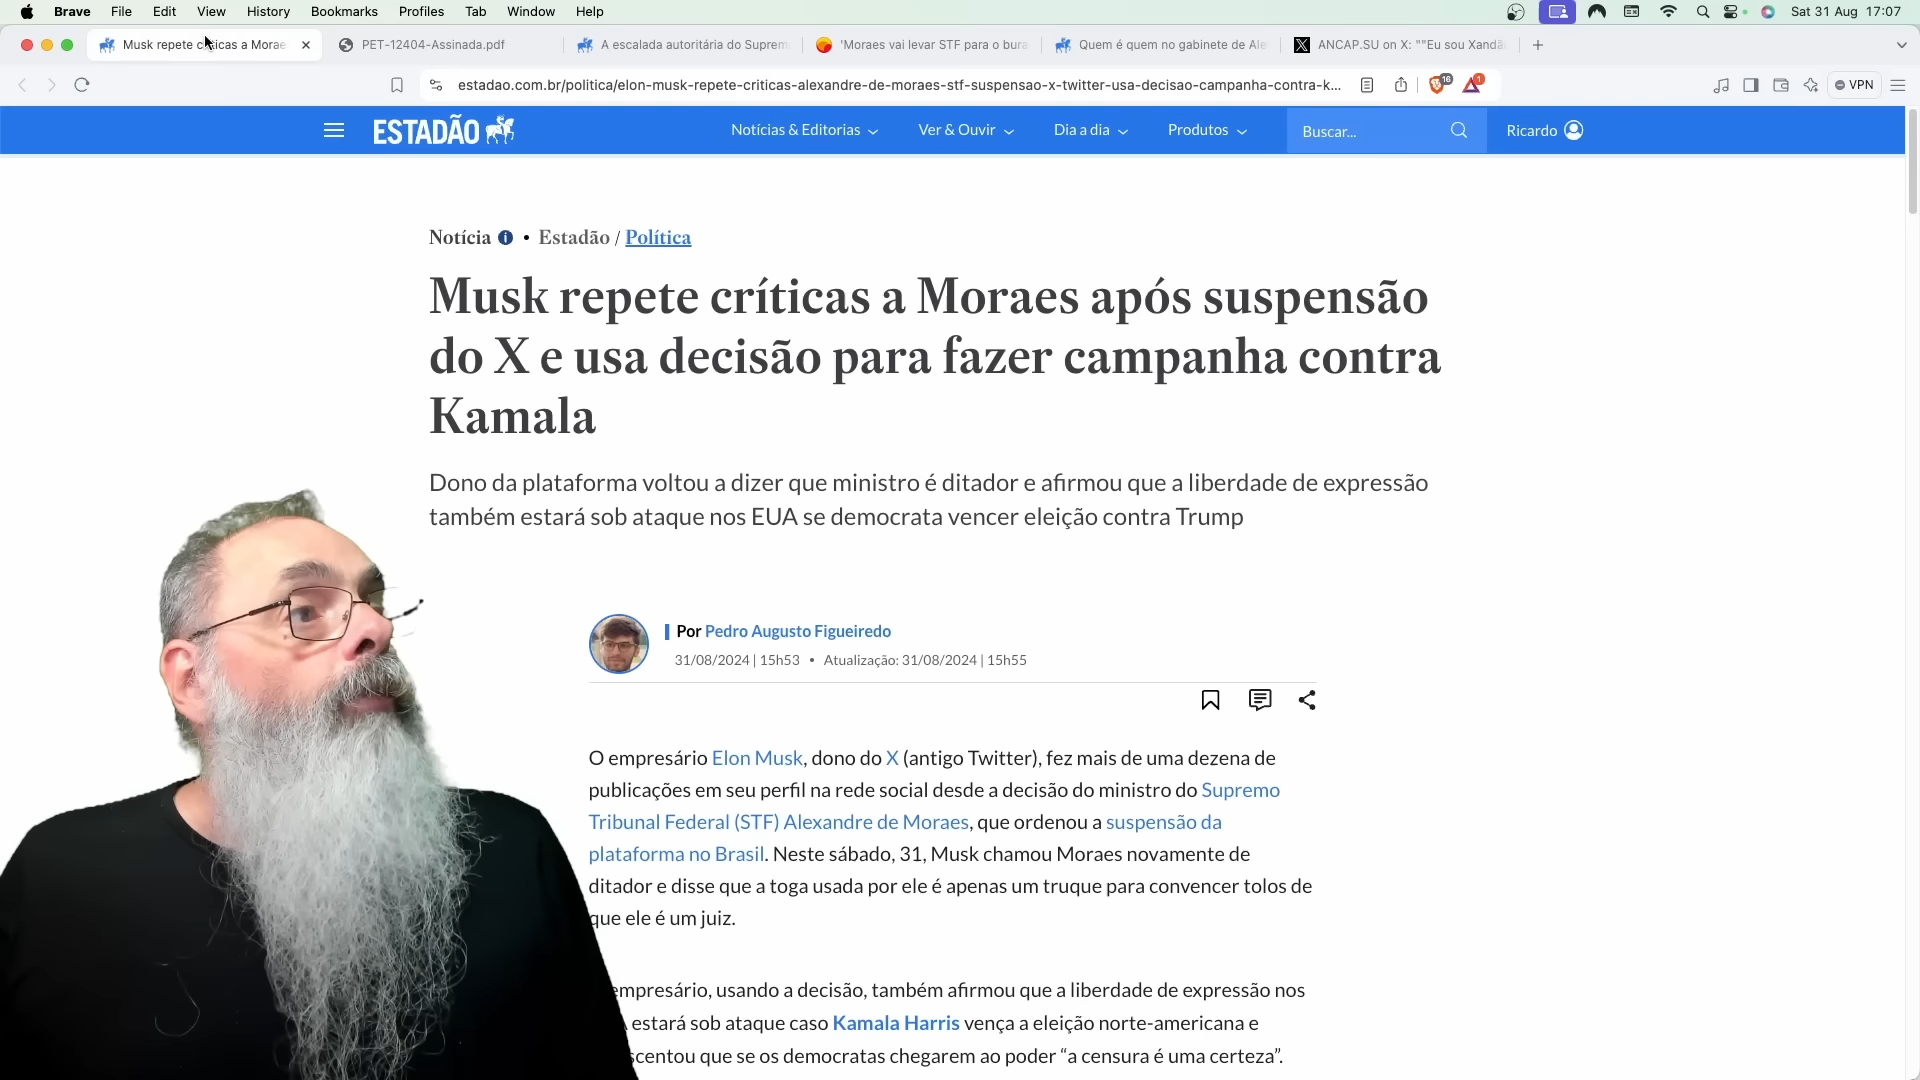 Brave File Edit View History Bookmarks Profiles Tab Window Help Sat 31 Aug 17:07
Musk repete críticas a Morae PET-12404-Assinada.pdf A escalada autoritária do Suprem 'Moraes vai levar STF para o bura Quem é quem no gabinete de Ale ANCAP.SU on X: ""Eu sou Xandã
estadao.com.br/politica/elon-musk-repete-criticas-alexandre-de-moraes-stf-suspensao-x-twitter-usa-decisao-campanha-contra-k... 16 1 VPN
ESTADÃO Notícias & Editorias Ver & Ouvir Dia a dia Produtos Buscar... Ricardo
Notícia • Estadão / Política
Musk repete críticas a Moraes após suspensão
do X e usa decisão para fazer campanha contra
Kamala
Dono da plataforma voltou a dizer que ministro é ditador e afirmou que a liberdade de expressão
também estará sob ataque nos EUA se democrata vencer eleição contra Trump
Por Pedro Augusto Figueiredo
31/08/2024 | 15h53 • Atualização: 31/08/2024 | 15h55
O empresário Elon Musk, dono do X (antigo Twitter), fez mais de uma dezena de
publicações em seu perfil na rede social desde a decisão do ministro do Supremo
Tribunal Federal (STF) Alexandre de Moraes, que ordenou a suspensão da
plataforma no Brasil. Neste sábado, 31, Musk chamou Moraes novamente de
ditador e disse que a toga usada por ele é apenas um truque para convencer tolos de
que ele é um juiz.
empresário, usando a decisão, também afirmou que a liberdade de expressão nos
estará sob ataque caso Kamala Harris vença a eleição norte-americana e
scentou que se os democratas chegarem ao poder “a censura é uma certeza”.